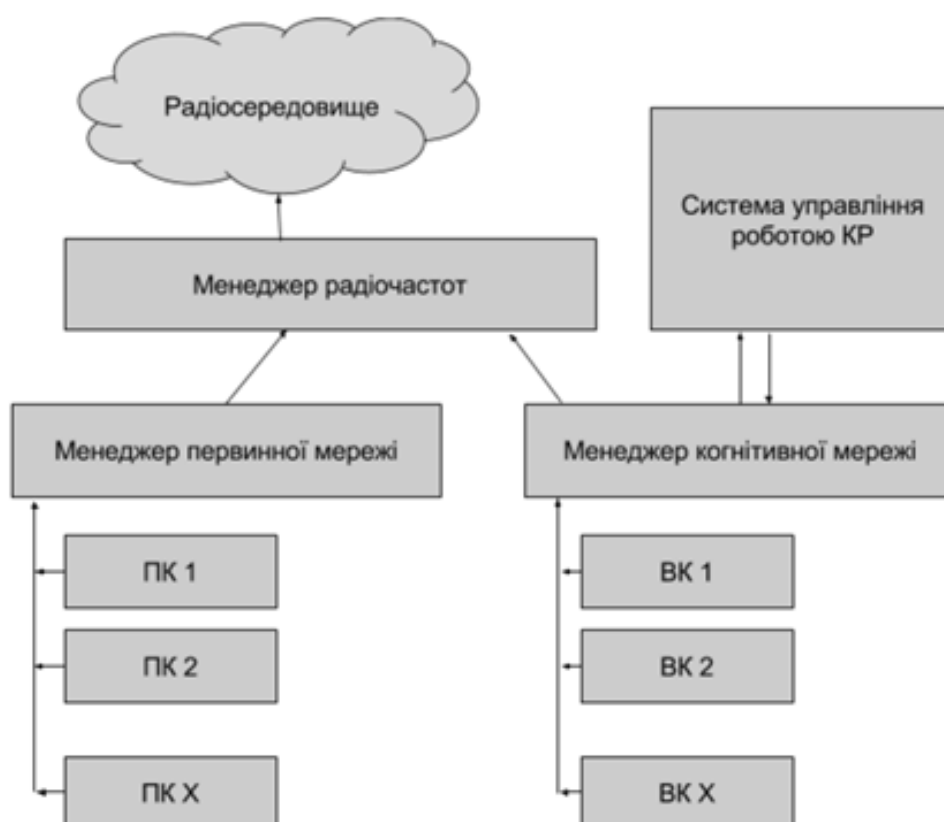 Радіосередовище
Система управління
роботою КР
Менеджер радіочастот
Менеджер первинної мережі
Менеджер когнітивної мережі
ПК 1
ВК 1
ПК 2
ВК 2
ПК X
ВК X